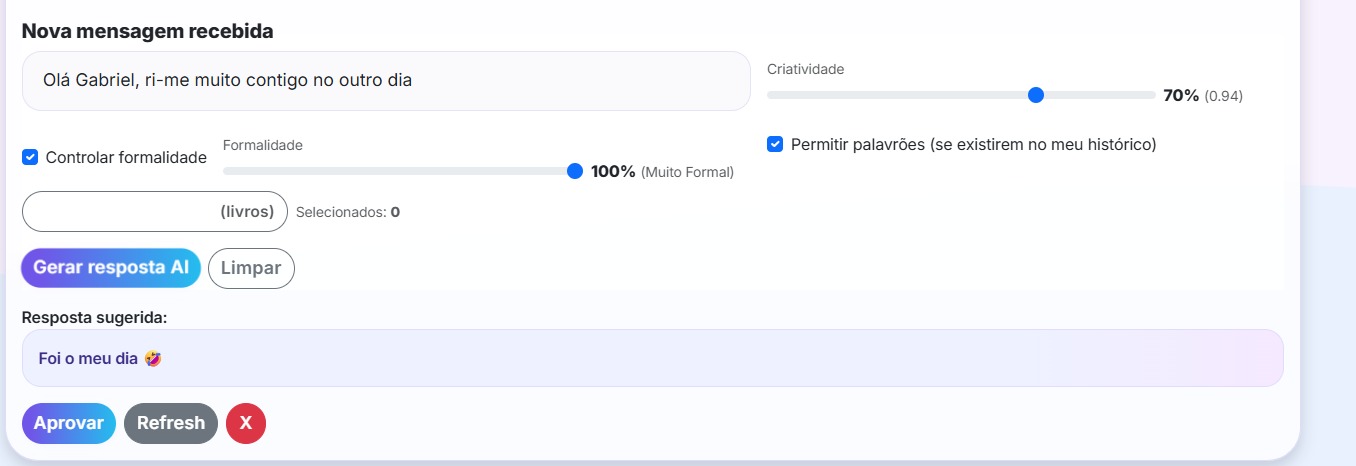 Nova mensagem recebida
Olá Gabriel, ri-me muito contigo no outro dia
Criatividade
70% (0.94)
Controlar formalidade
Formalidade
100% (Muito Formal)
Permitir palavrões (se existirem no meu histórico)
(livros)
Selecionados: 0
Gerar resposta AI
Limpar
Resposta sugerida:
Foi o meu dia 🤣
Aprovar
Refresh
X